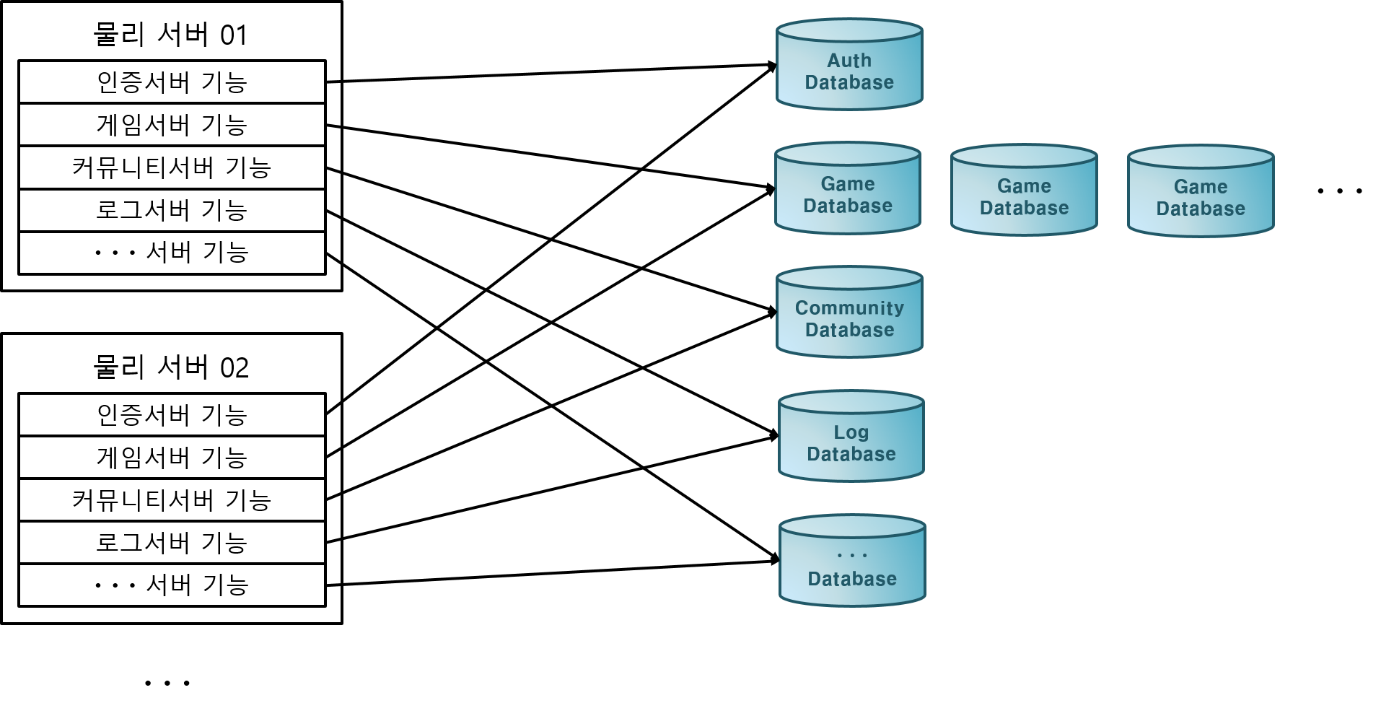 물리 서버 01
인증서버 기능
게임서버 기능
커뮤니티서버 기능
로그서버 기능
··· 서버 기능
물리 서버 02
인증서버 기능
게임서버 기능
커뮤니티서버 기능
로그서버 기능
··· 서버 기능
···
Auth
Database
Game
Database
Game
Database
Game
Database
···
Community
Database
Log
Database
···
Database